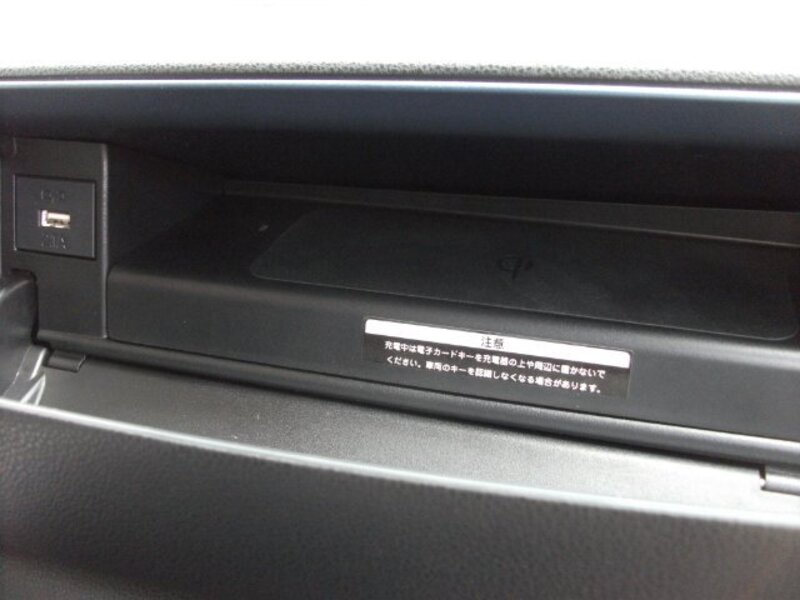 注意
充電中は電子カードキーを充電器の上や周辺に置かないで
ください。車両のキーを認識しなくなる場合があります。